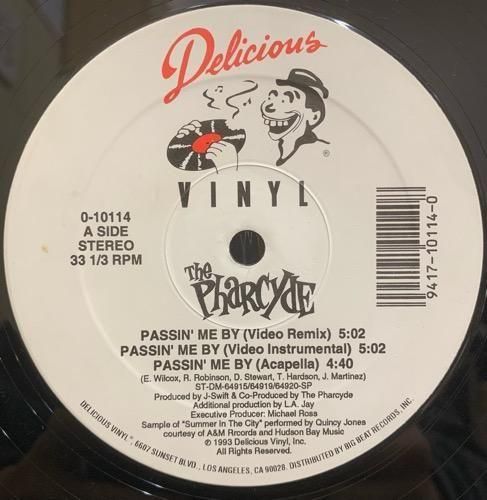 Delicious
VINYL
®
0-10114
A SIDE
STEREO
33 1/3 RPM
9417-10114-0
The PharcydE
PASSIN' ME BY (Video Remix) 5:02
PASSIN' ME BY (Video Instrumental) 5:02
PASSIN' ME BY (Acapella) 4:40
(E. Wilcox, R. Robinson, D. Stewart, T. Hardson, J. Martinez)
ST-DM-64915/64919/64920-SP
Produced by J-Swift & Co-Produced by The Pharcyde
Additional production by L.A. Jay
Executive Producer: Michael Ross
Sample of "Summer In The City" performed by Quincy Jones
courtesy of A&M Rrcords and Hudson Bay Music
℗ 1993 Delicious Vinyl, Inc.
All Rights Reserved.
DELICIOUS VINYL®, 6607 SUNSET BLVD., LOS ANGELES, CA 90028. DISTRIBUTED BY BIG BEAT RECORDS, INC.